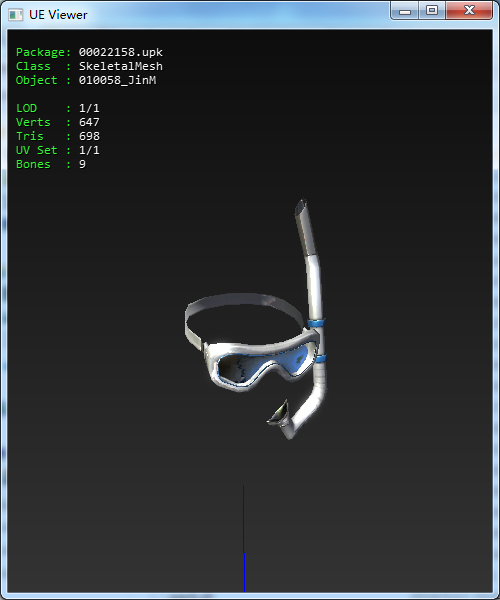 UE Viewer
Package: 00022158.upk
Class : SkeletalMesh
Object : 010058_JinM
LOD : 1/1
Verts : 647
Tris : 698
UV Set : 1/1
Bones : 9